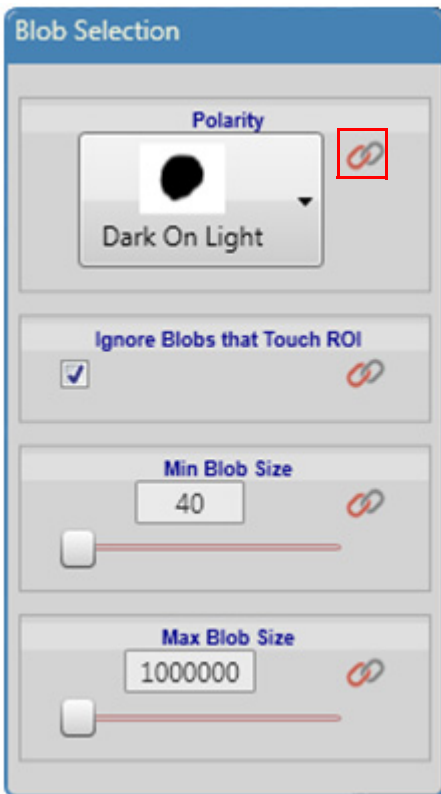 Blob Selection
Polarity
Dark On Light
Ignore Blobs that Touch ROI
Min Blob Size
40
Max Blob Size
1000000